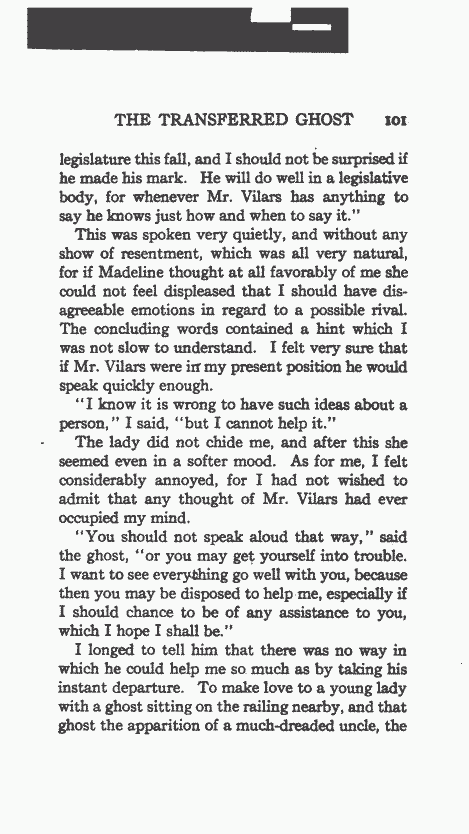 THE TRANSFERRED GHOST 101
legislature this fall, and I should not be surprised if
he made his mark. He will do well in a legislative
body, for whenever Mr. Vilars has anything to
say he knows just how and when to say it."
This was spoken very quietly, and without any
show of resentment, which was all very natural,
for if Madeline thought at all favorably of me she
could not feel displeased that I should have dis-
agreeable emotions in regard to a possible rival.
The concluding words contained a hint which I
was not slow to understand. I felt very sure that
if Mr. Vilars were in my present position he would
speak quickly enough.
"I know it is wrong to have such ideas about a
person," I said, "but I cannot help it."
The lady did not chide me, and after this she
seemed even in a softer mood. As for me, I felt
considerably annoyed, for I had not wished to
admit that any thought of Mr. Vilars had ever
occupied my mind.
"You should not speak aloud that way," said
the ghost, "or you may get yourself into trouble.
I want to see everything go well with you, because
then you may be disposed to help me, especially if
I should chance to be of any assistance to you,
which I hope I shall be."
I longed to tell him that there was no way in
which he could help me so much as by taking his
instant departure. To make love to a young lady
with a ghost sitting on the railing nearby, and that
ghost the apparition of a much-dreaded uncle, the